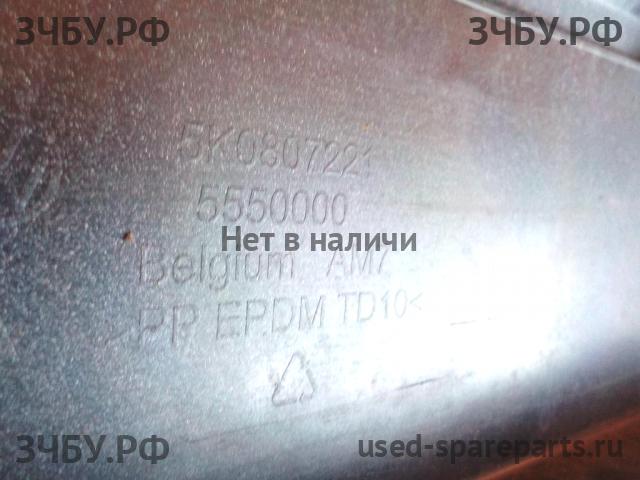 ЗЧБУ.РФ ЗЧБУ.РФ
5K0807221
5550000
Нет в наличи
Belgium AM7
>PP EPDM TD10<
ЗЧБУ.РФ used-spareparts.ru